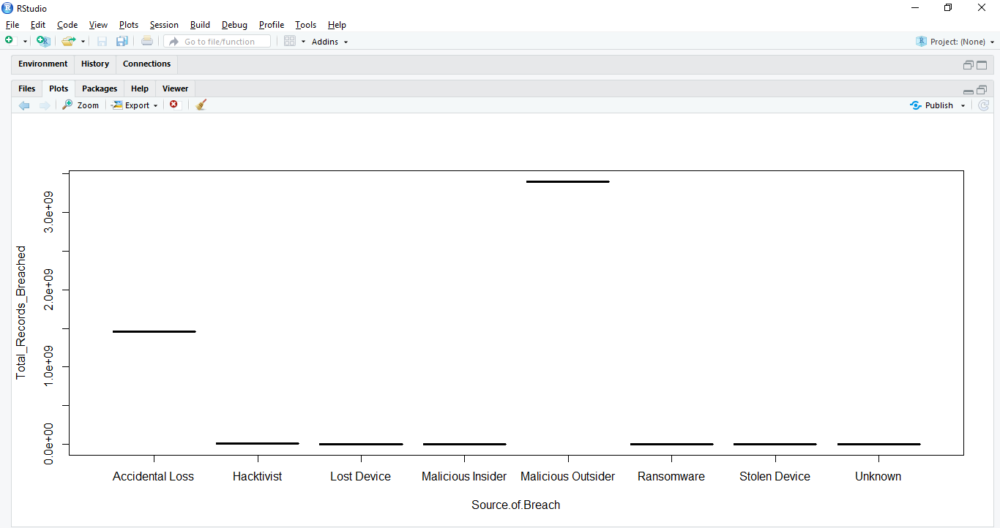 RStudio
File Edit Code View Plots Session Build Debug Profile Tools Help
Go to file/function Addins Project: (None)
Environment History Connections
Files Plots Packages Help Viewer
Zoom Export Publish
3.0e+09
2.0e+09
1.0e+09
0.0e+00
Total_Records_Breached
Accidental Loss Hacktivist Lost Device Malicious Insider Malicious Outsider Ransomware Stolen Device Unknown
Source.of.Breach